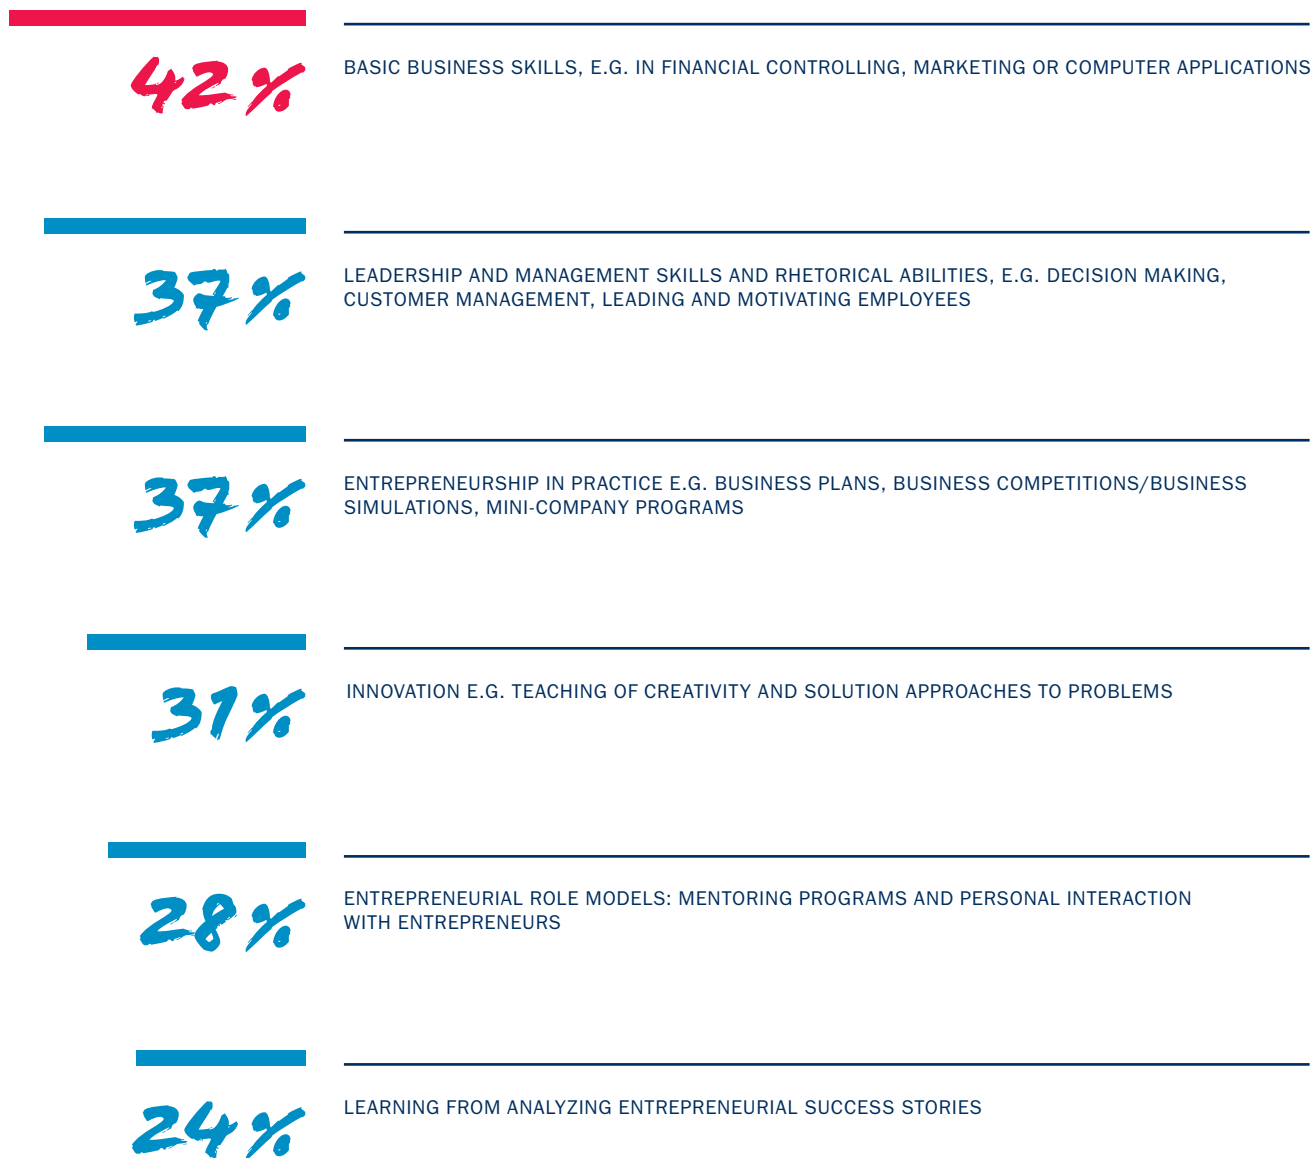 42 %
BASIC BUSINESS SKILLS, E.G. IN FINANCIAL CONTROLLING, MARKETING OR COMPUTER APPLICATIONS
37 %
LEADERSHIP AND MANAGEMENT SKILLS AND RHETORICAL ABILITIES, E.G. DECISION MAKING,
CUSTOMER MANAGEMENT, LEADING AND MOTIVATING EMPLOYEES
37 %
ENTREPRENEURSHIP IN PRACTICE E.G. BUSINESS PLANS, BUSINESS COMPETITIONS/BUSINESS
SIMULATIONS, MINI-COMPANY PROGRAMS
31 %
INNOVATION E.G. TEACHING OF CREATIVITY AND SOLUTION APPROACHES TO PROBLEMS
28 %
ENTREPRENEURIAL ROLE MODELS: MENTORING PROGRAMS AND PERSONAL INTERACTION
WITH ENTREPRENEURS
24 %
LEARNING FROM ANALYZING ENTREPRENEURIAL SUCCESS STORIES